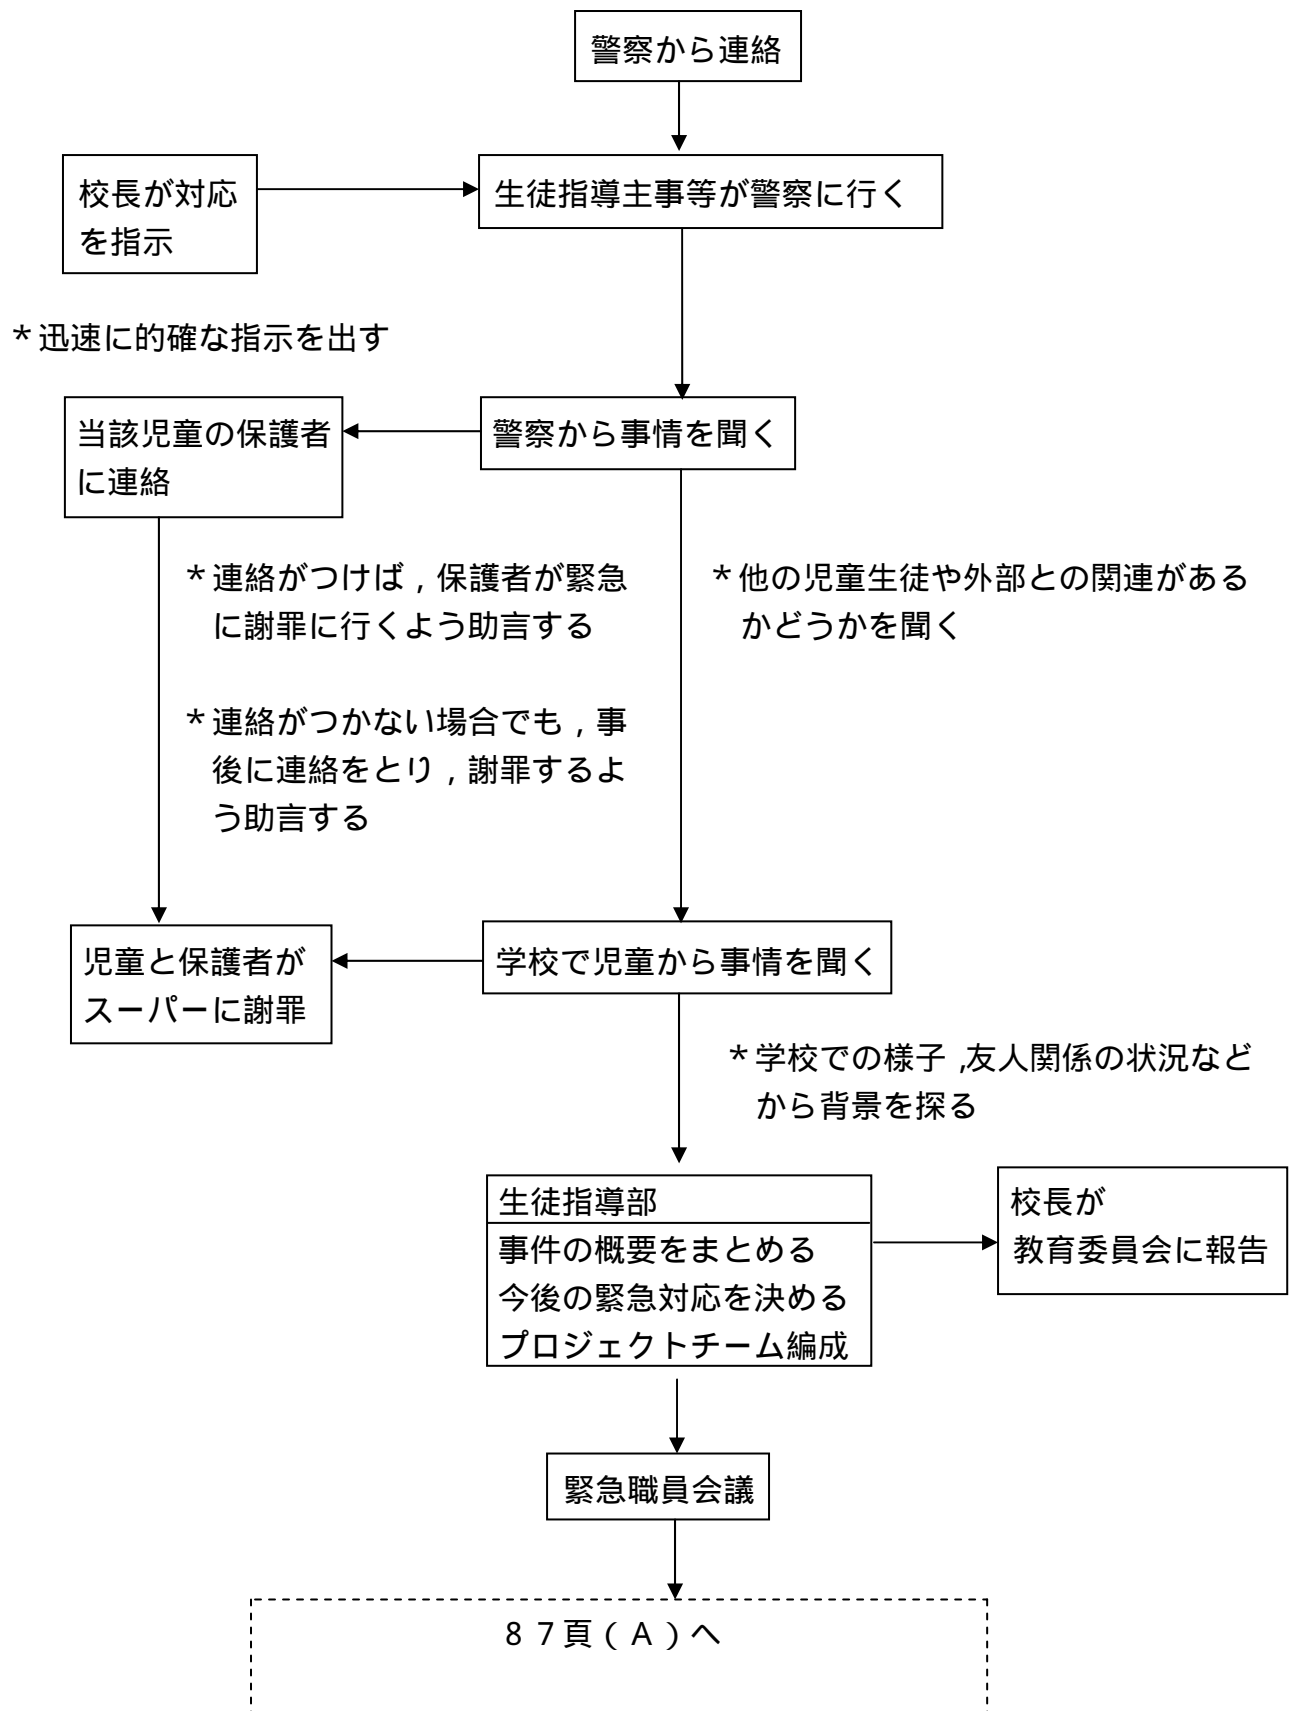 警察から連絡
校長が対応
を指示
生徒指導主事等が警察に行く
＊迅速に的確な指示を出す
当該児童の保護者
に連絡
警察から事情を聞く
＊連絡がつけば，保護者が緊急
に謝罪に行くよう助言する
＊他の児童生徒や外部との関連がある
かどうかを聞く
＊連絡がつかない場合でも，事
後に連絡をとり，謝罪するよ
う助言する
児童と保護者が
スーパーに謝罪
学校で児童から事情を聞く
＊学校での様子，友人関係の状況など
から背景を探る
生徒指導部
事件の概要をまとめる
今後の緊急対応を決める
プロジェクトチーム編成
校長が
教育委員会に報告
緊急職員会議
８７頁（Ａ）へ